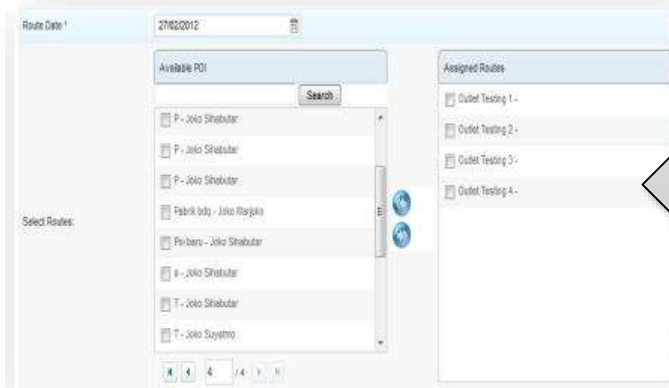 Route Date *
27/02/2012
Available POI
Search
P - Joko Sihabutar
P - Joko Sihabutar
P - Joko Sihabutar
Pabrik bdg - Joko Marjoko
- Joko Sihabutar
- Joko Sihabutar
T - Joko Sihabutar
T - Joko Suyatmo
4 / 4
Select Routes:
Assigned Routes
Outlet Testing 1 -
Outlet Testing 2 -
Outlet Testing 3 -
Outlet Testing 4 -